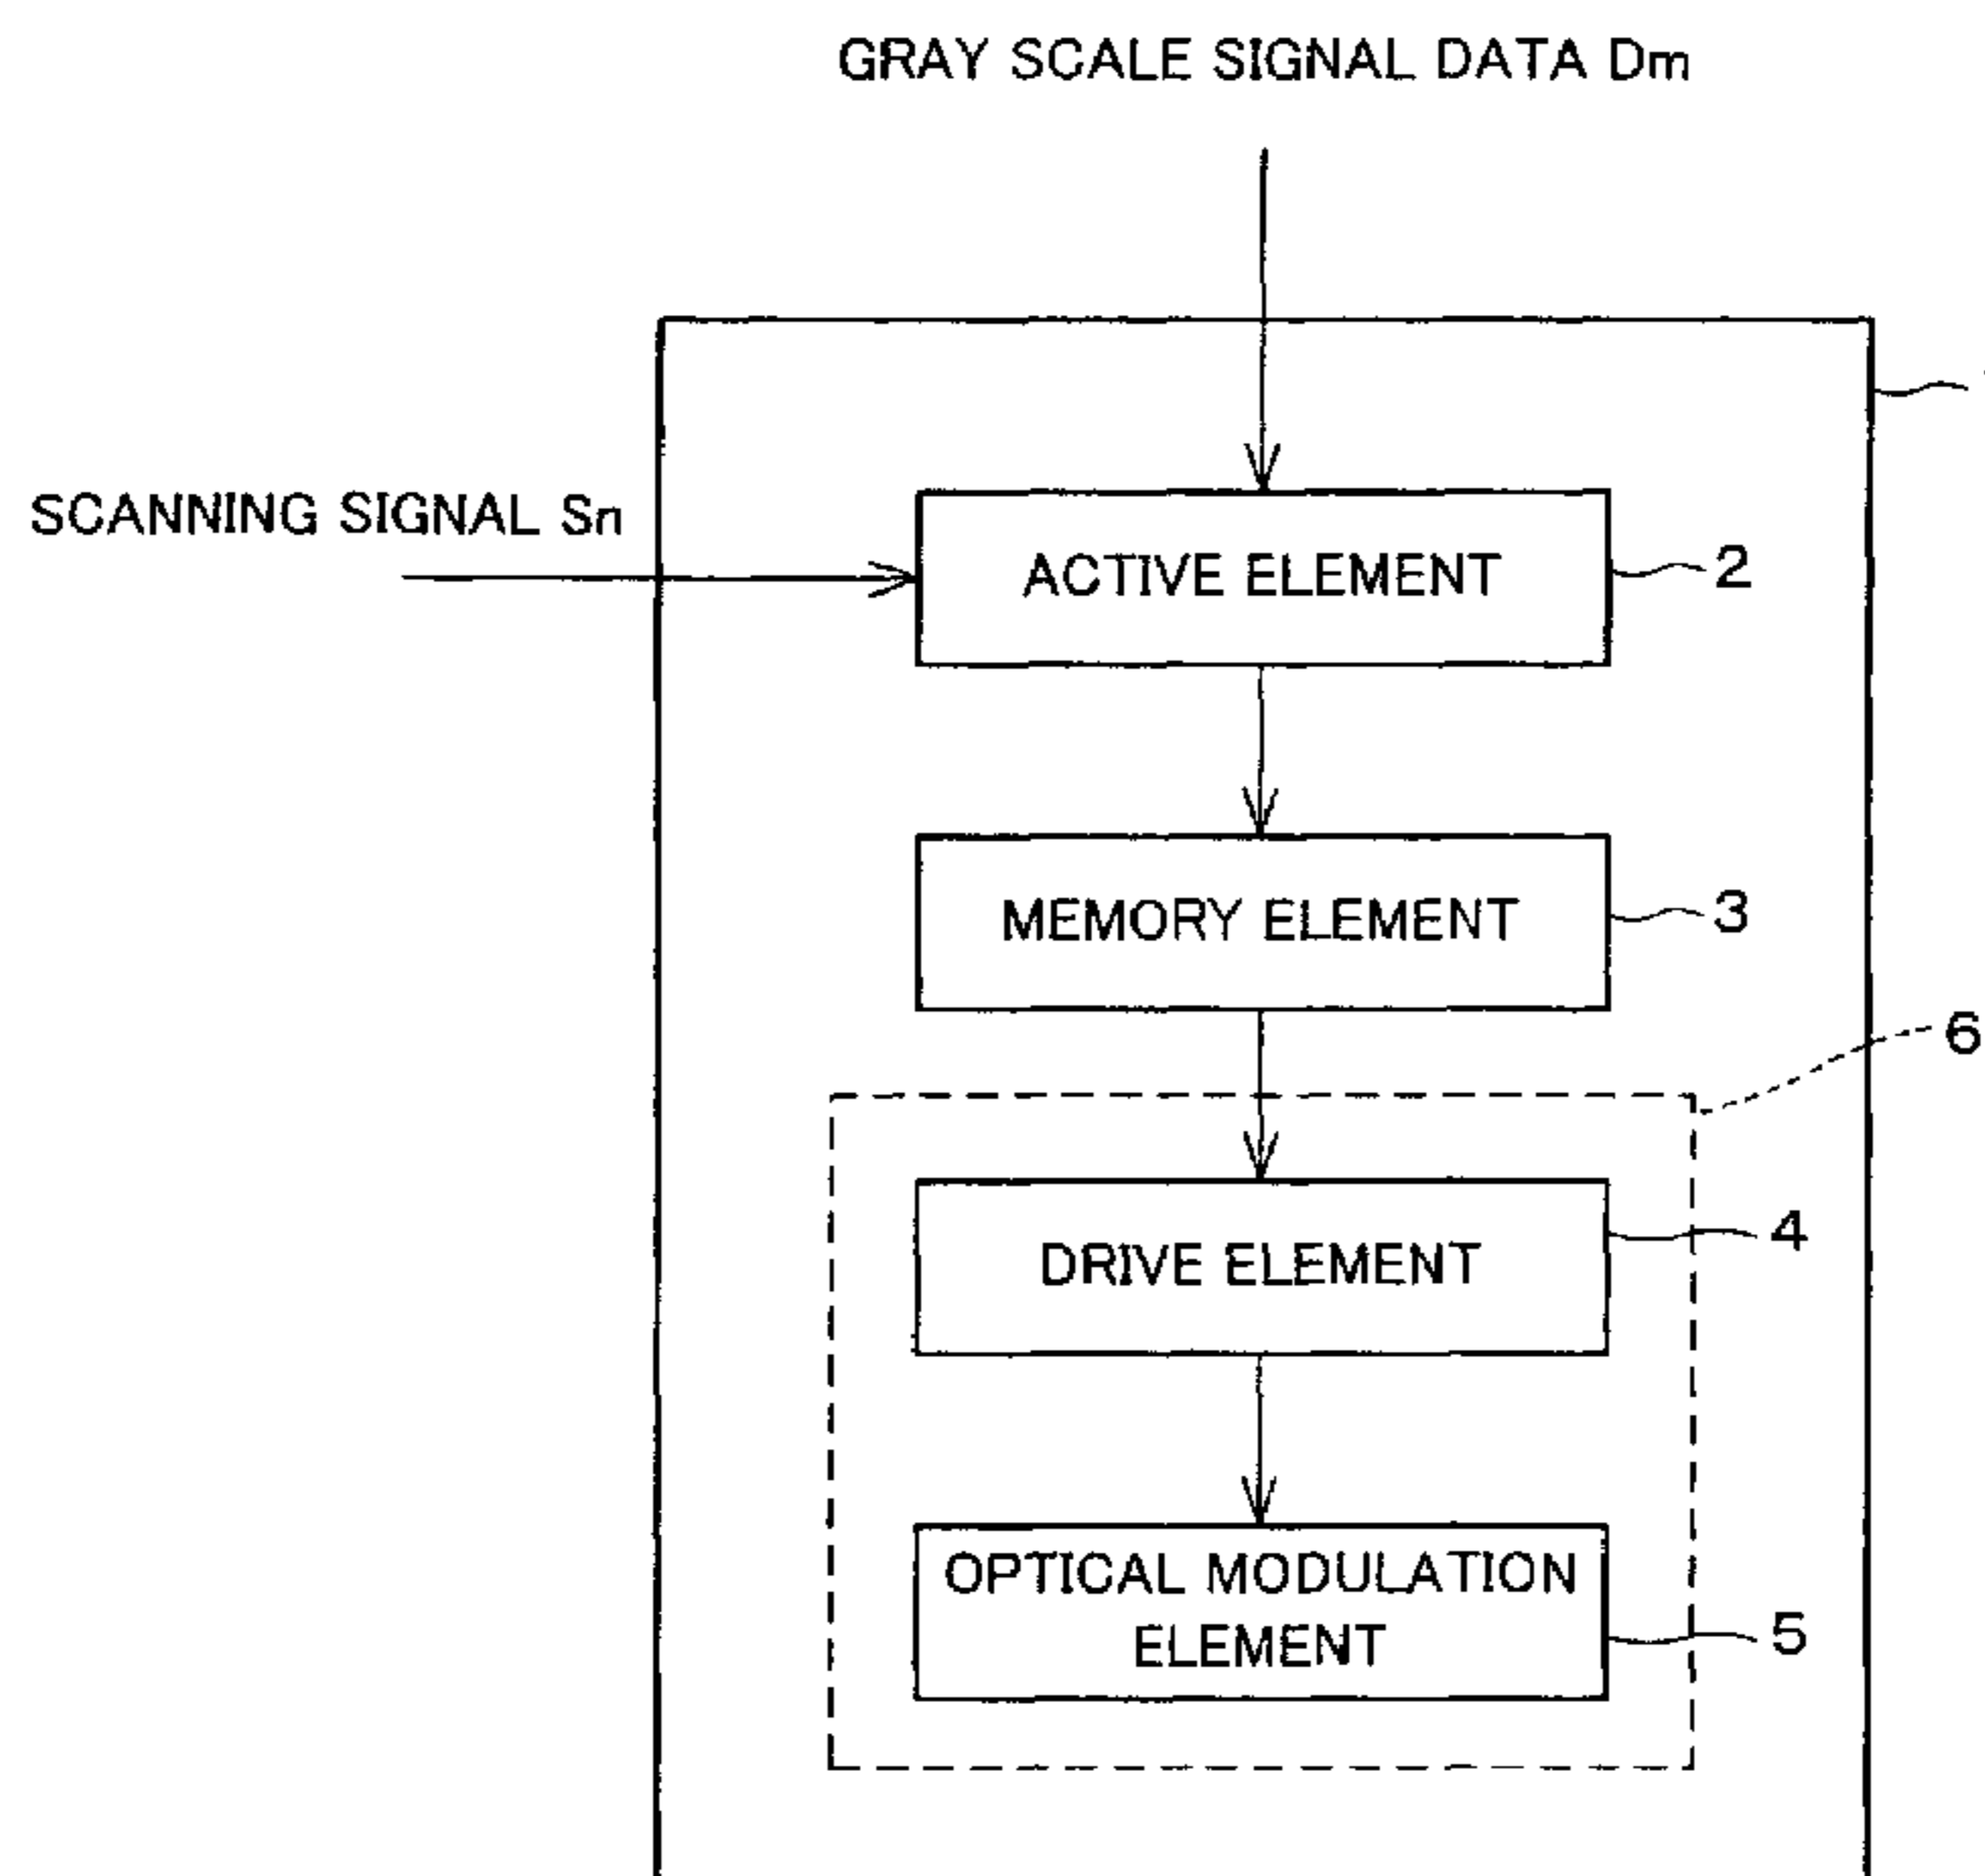 GRAY SCALE SIGNAL DATA Dm
SCANNING SIGNAL Sn
ACTIVE ELEMENT
2
MEMORY ELEMENT
3
6
DRIVE ELEMENT
4
OPTICAL MODULATION
ELEMENT
5